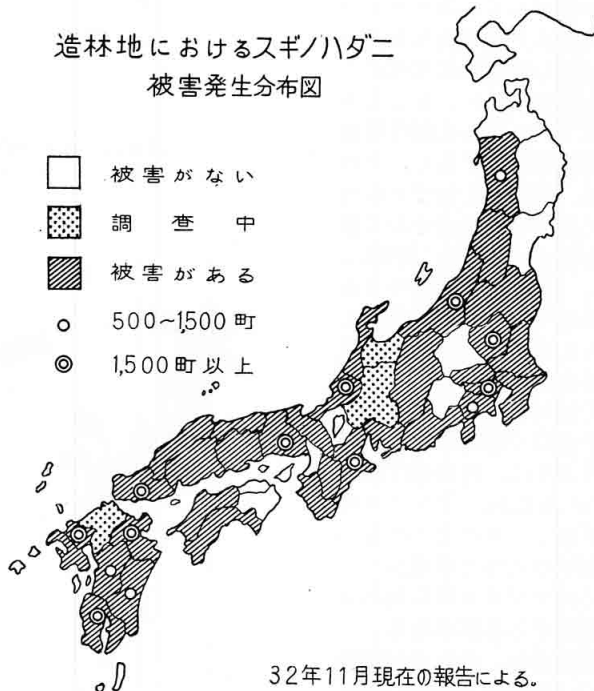 造林地におけるスギノハダニ
被害発生分布図
被害がない
調査中
被害がある
500~1,500町
1,500町以上
32年11月現在の報告による。